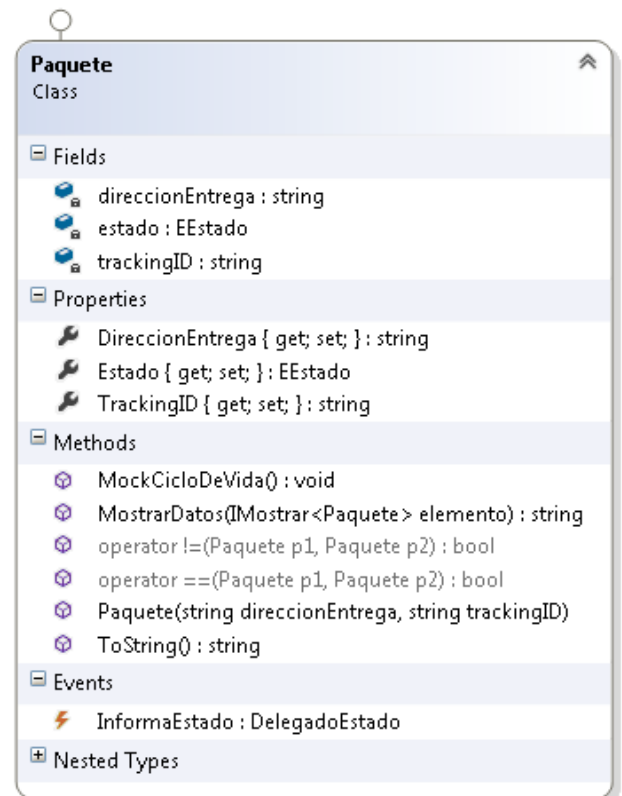 Paquete
Class
Fields
direccionEntrega : string
estado : EEstado
trackingID : string
Properties
DireccionEntrega { get; set; } : string
Estado { get; set; } : EEstado
TrackingID { get; set; } : string
Methods
MockCicloDeVida() : void
MostrarDatos(IMostrar<Paquete> elemento) : string
operator !=(Paquete p1, Paquete p2) : bool
operator ==(Paquete p1, Paquete p2) : bool
Paquete(string direccionEntrega, string trackingID)
ToString() : string
Events
InformaEstado : DelegadoEstado
Nested Types